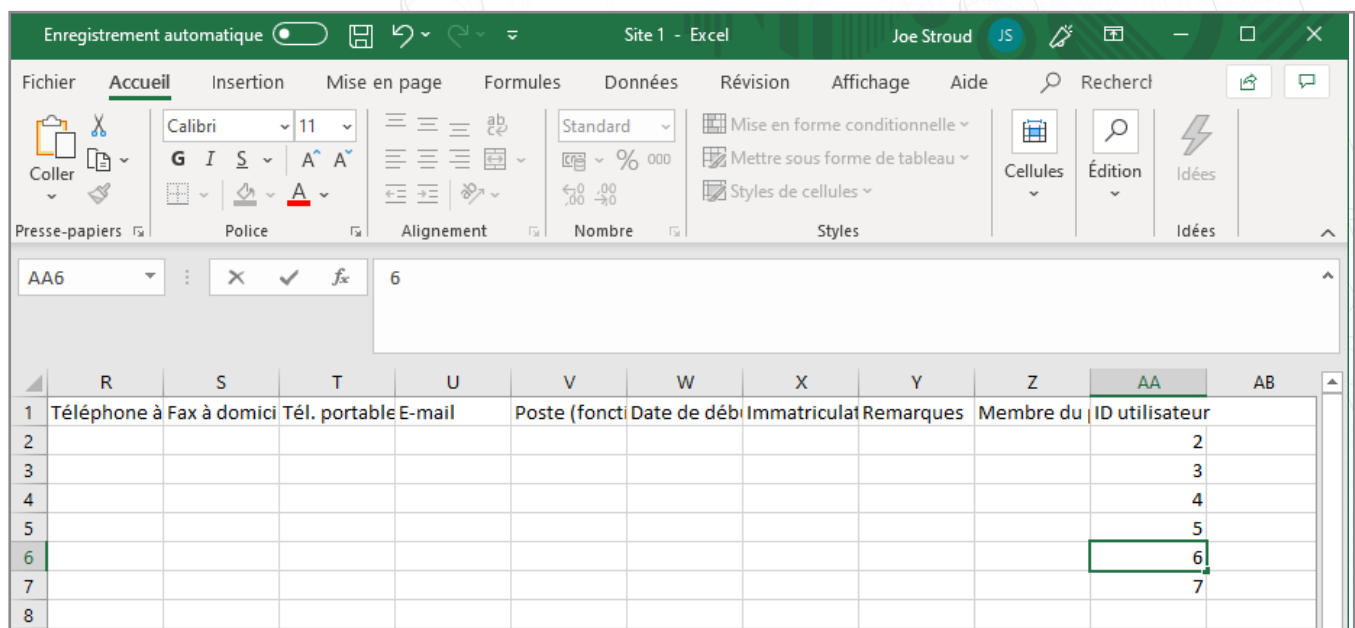 Enregistrement automatique Site 1 - Excel Joe Stroud JS
Fichier Accueil Insertion Mise en page Formules Données Révision Affichage Aide Recherch
Coller
Calibri 11
G I S A A
A
ab
Standard
% 000
Mise en forme conditionnelle
Mettre sous forme de tableau
Styles de cellules
Cellules
Édition
Idées
Presse-papiers Police Alignement Nombre Styles Idées
AA6 fx 6
R S T U V W X Y Z AA AB
1 Téléphone à Fax à domici Tél. portable E-mail Poste (foncti Date de débu Immatriculat Remarques Membre du ID utilisateur
2 2
3 3
4 4
5 5
6 6
7 7
8